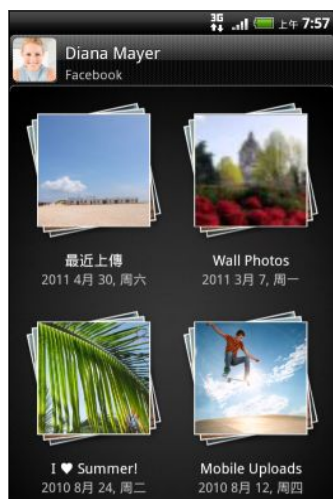 3G 上午 7:57
Diana Mayer
Facebook
最近上傳
2011 4月 30, 周六
Wall Photos
2011 3月 7, 周一
I ♥ Summer!
2010 8月 24, 周二
Mobile Uploads
2010 8月 12, 周四